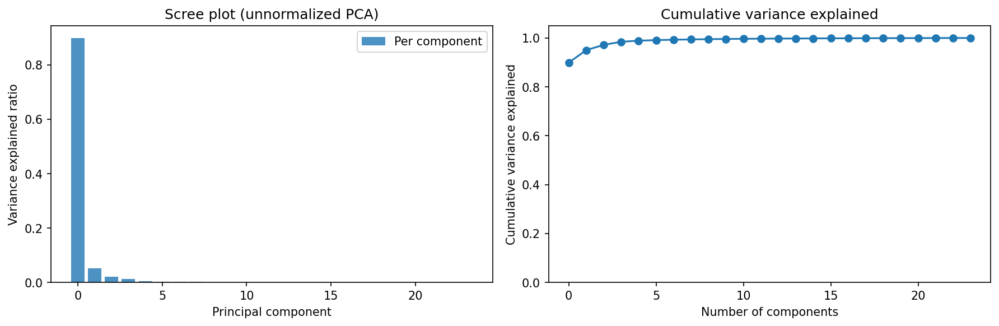 Scree plot (unnormalized PCA)
Per component
Variance explained ratio
0.8
0.6
0.4
0.2
0.0
0 5 10 15 20
Principal component
Cumulative variance explained
Cumulative variance explained
1.0
0.8
0.6
0.4
0.2
0.0
0 5 10 15 20
Number of components